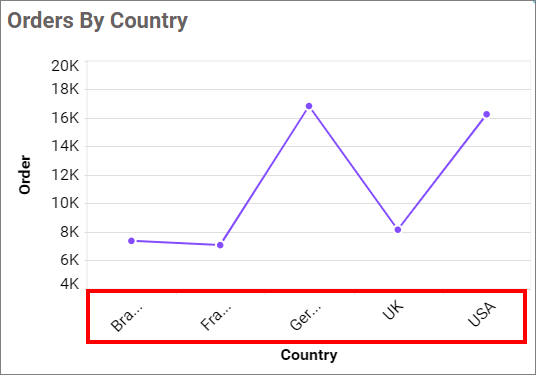 Orders By Country
20K
18K
16K
14K
12K
10K
8K
6K
4K
Order
Bra...
Fra...
Ger...
UK
USA
Country